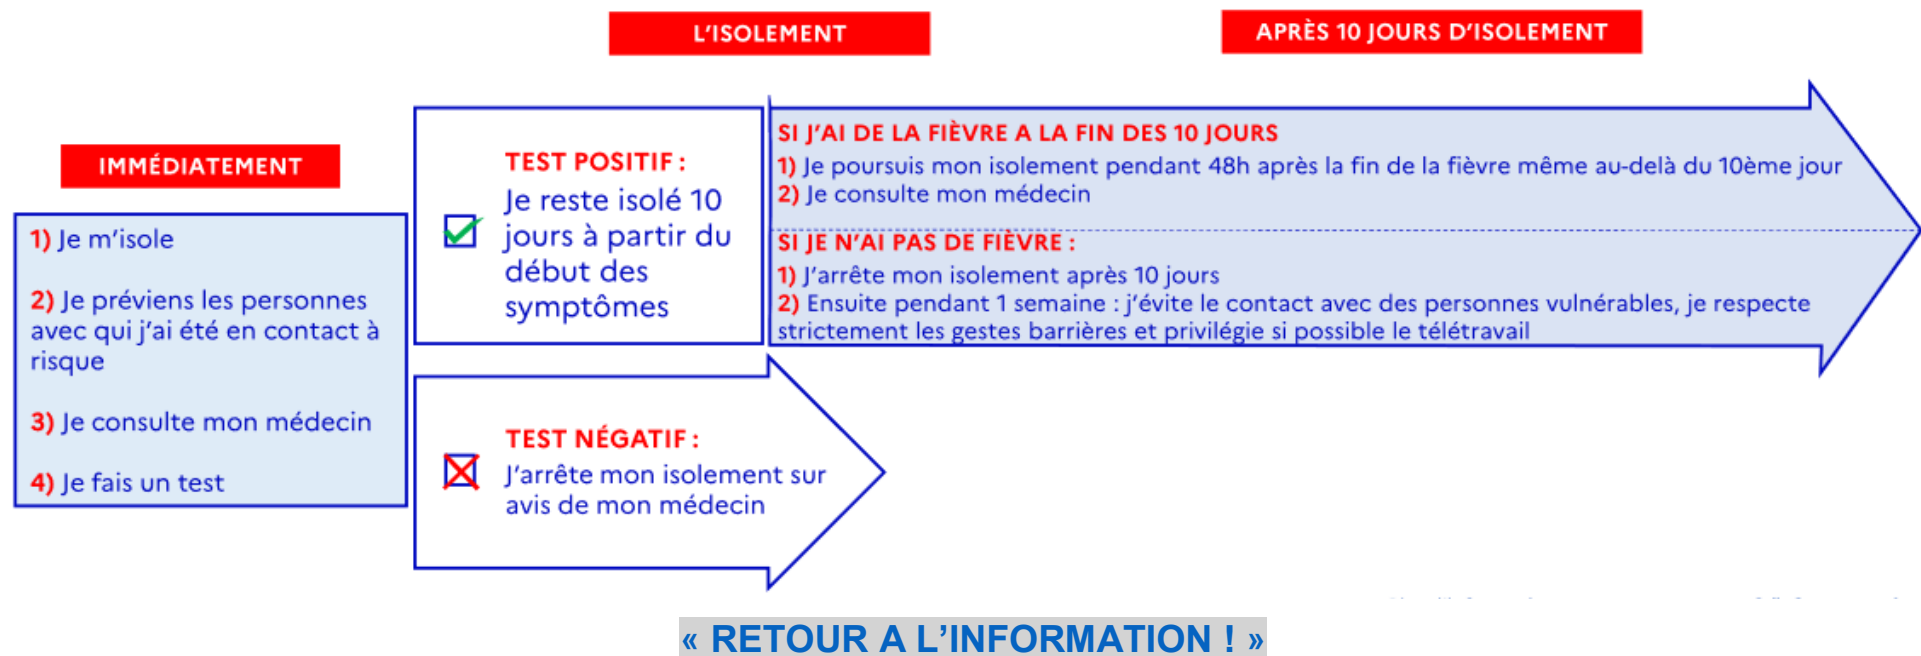 L'ISOLEMENT
APRÈS 10 JOURS D'ISOLEMENT
IMMÉDIATEMENT
1) Je m'isole
2) Je préviens les personnes
avec qui j'ai été en contact à
risque
3) Je consulte mon médecin
4) Je fais un test
TEST POSITIF :
Je reste isolé 10
jours à partir du
début des
symptômes
SI J'AI DE LA FIÈVRE A LA FIN DES 10 JOURS
1) Je poursuis mon isolement pendant 48h après la fin de la fièvre même au-delà du 10ème jour
2) Je consulte mon médecin
SI JE N'AI PAS DE FIÈVRE :
1) J'arrête mon isolement après 10 jours
2) Ensuite pendant 1 semaine : j'évite le contact avec des personnes vulnérables, je respecte
strictement les gestes barrières et privilégie si possible le télétravail
TEST NÉGATIF :
J'arrête mon isolement sur
avis de mon médecin
« RETOUR A L'INFORMATION ! »